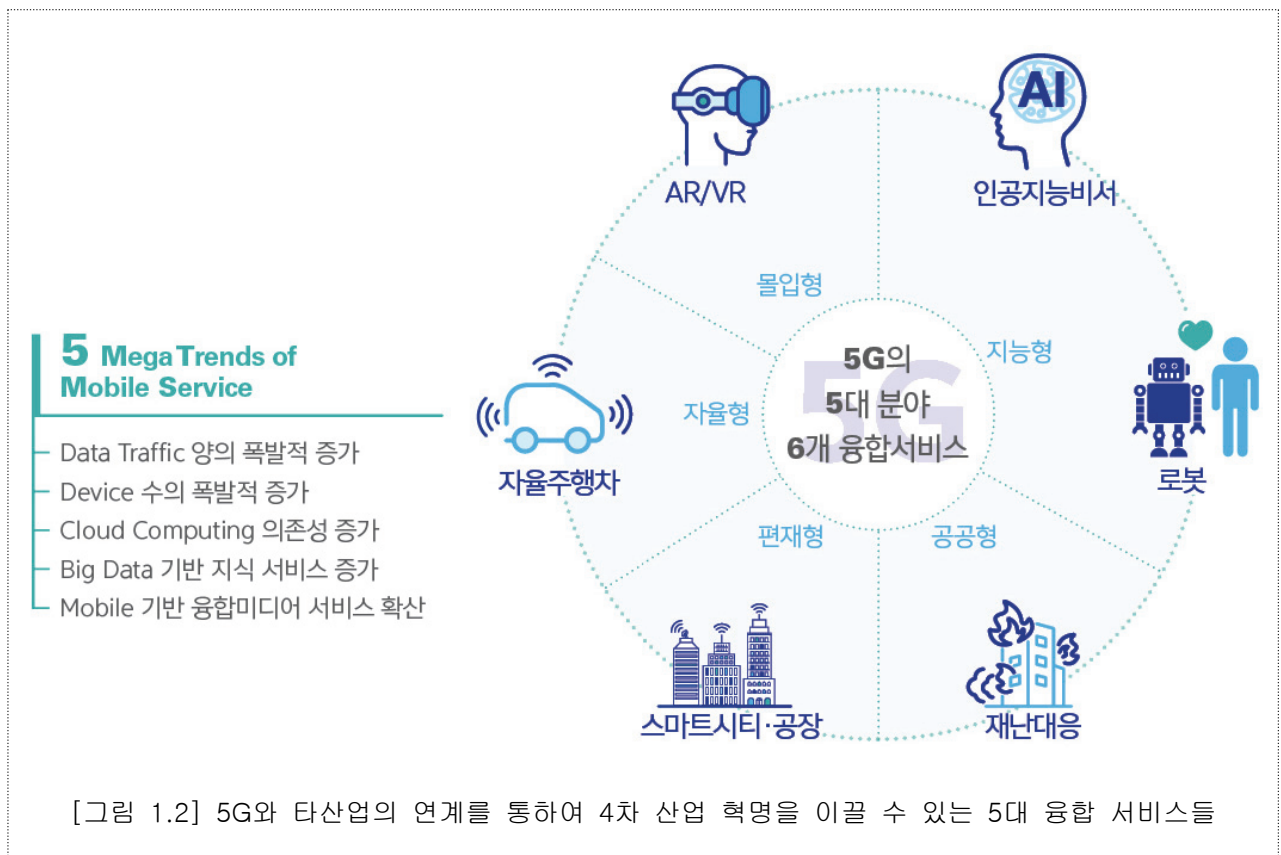 5 Mega Trends of
Mobile Service
Data Traffic 양의 폭발적 증가
Device 수의 폭발적 증가
Cloud Computing 의존성 증가
Big Data 기반 지식 서비스 증가
Mobile 기반 융합미디어 서비스 확산
AR/VR
AI
인공지능비서
몰입형
지능형
자율형
5G
5G의
5대 분야
6개 융합서비스
자율주행차
로봇
편재형
공공형
스마트시티·공장
재난대응
[그림 1.2] 5G와 타산업의 연계를 통하여 4차 산업 혁명을 이끌 수 있는 5대 융합 서비스들